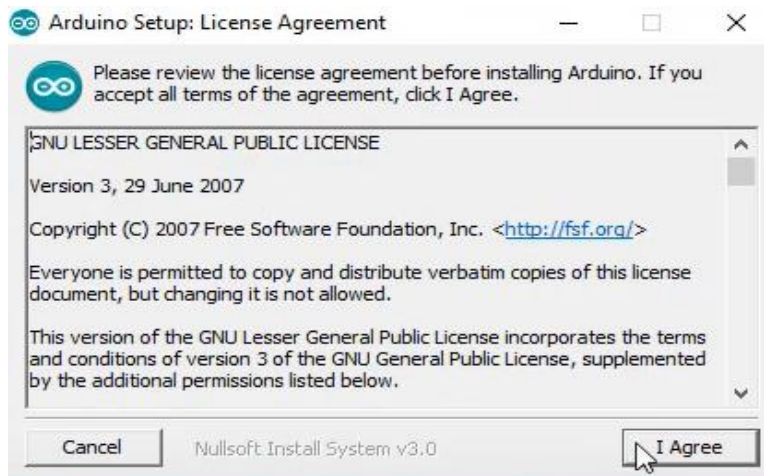 Arduino Setup: License Agreement
Please review the license agreement before installing Arduino. If you
accept all terms of the agreement, click I Agree.
GNU LESSER GENERAL PUBLIC LICENSE
Version 3, 29 June 2007
Copyright (C) 2007 Free Software Foundation, Inc. <http://fsf.org/>
Everyone is permitted to copy and distribute verbatim copies of this license
document, but changing it is not allowed.
This version of the GNU Lesser General Public License incorporates the terms
and conditions of version 3 of the GNU General Public License, supplemented
by the additional permissions listed below.
Cancel
Nullsoft Install System v3.0
I Agree